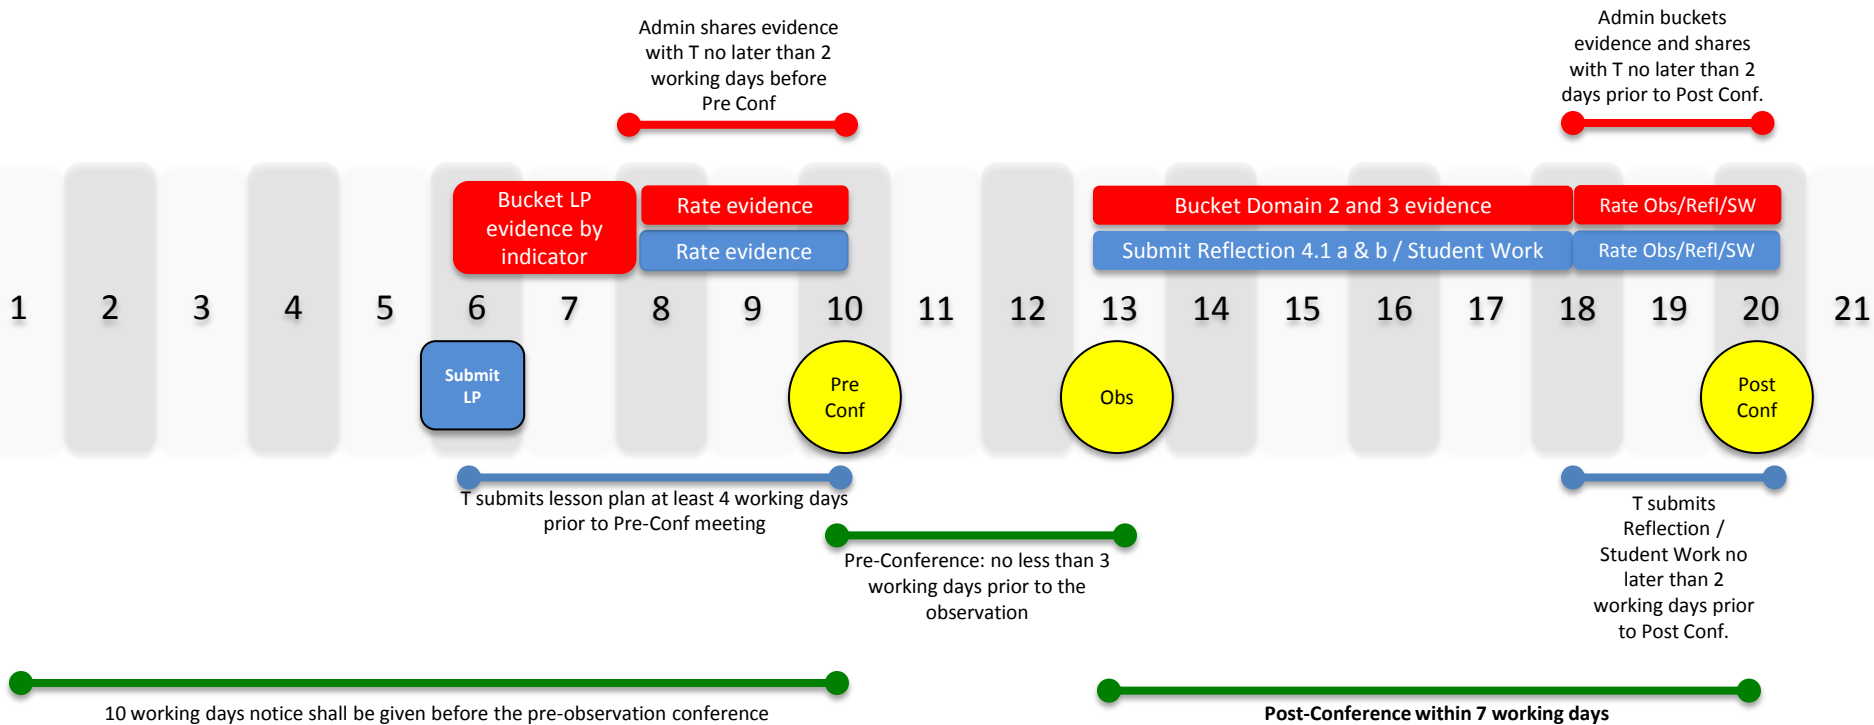 Admin shares evidence
with T no later than 2
working days before
Pre Conf
Admin buckets
evidence and shares
with T no later than 2
days prior to Post Conf.
Bucket LP
evidence by
indicator
Rate evidence
Rate evidence
Bucket Domain 2 and 3 evidence
Submit Reflection 4.1 a & b / Student Work
Rate Obs/Refl/SW
Rate Obs/Refl/SW
1 2 3 4 5 6 7 8 9 10 11 12 13 14 15 16 17 18 19 20 21
Submit
LP
Pre
Conf
Obs
Post
Conf
T submits lesson plan at least 4 working days
prior to Pre-Conf meeting
Pre-Conference: no less than 3
working days prior to the
observation
T submits
Reflection /
Student Work no
later than 2
working days prior
to Post Conf.
10 working days notice shall be given before the pre-observation conference
Post-Conference within 7 working days